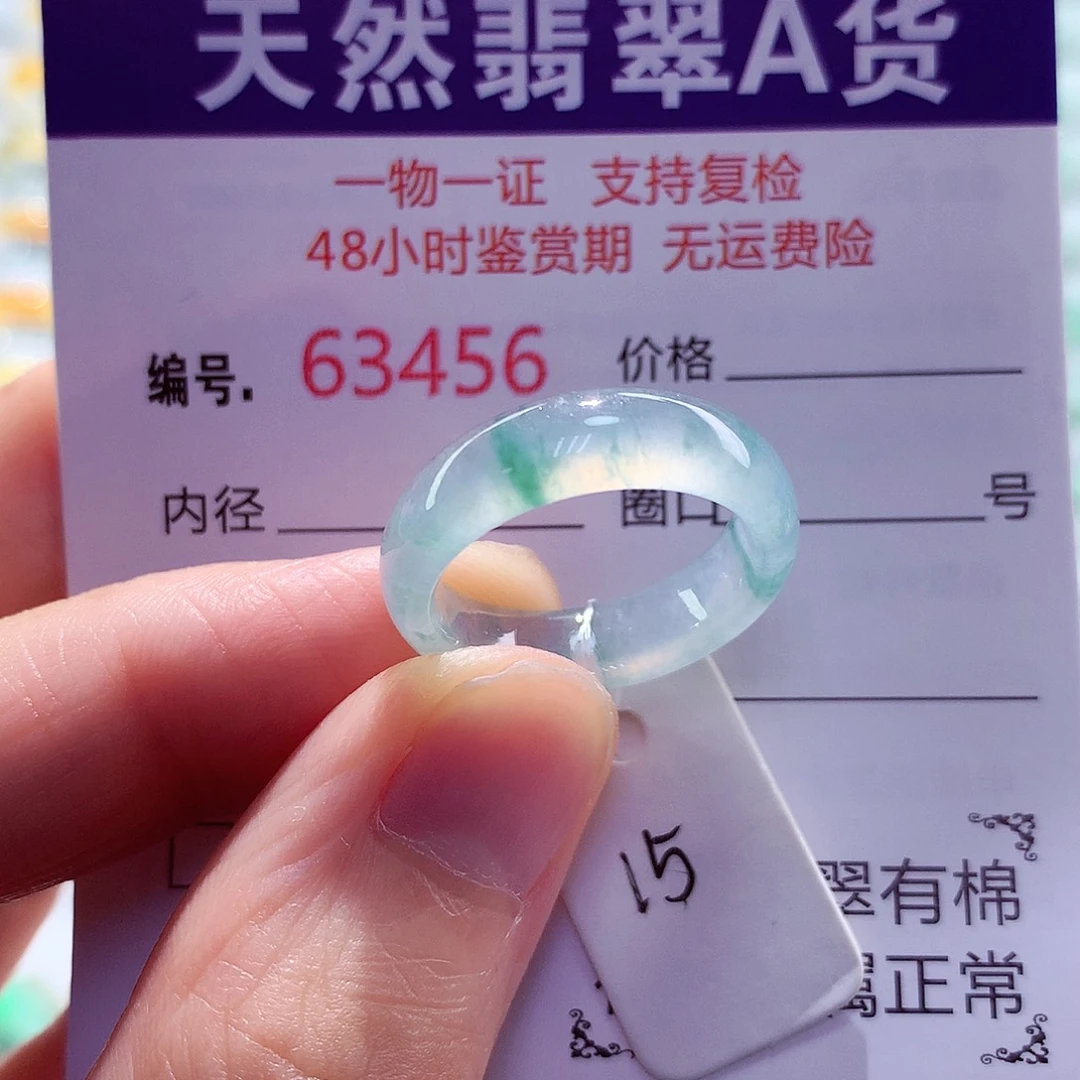 天然翡翠A货
一物一证 支持复检
48小时鉴赏期 无运费险
编号. 63456 价格
内径 圈口 号
15
翠有棉
属正常